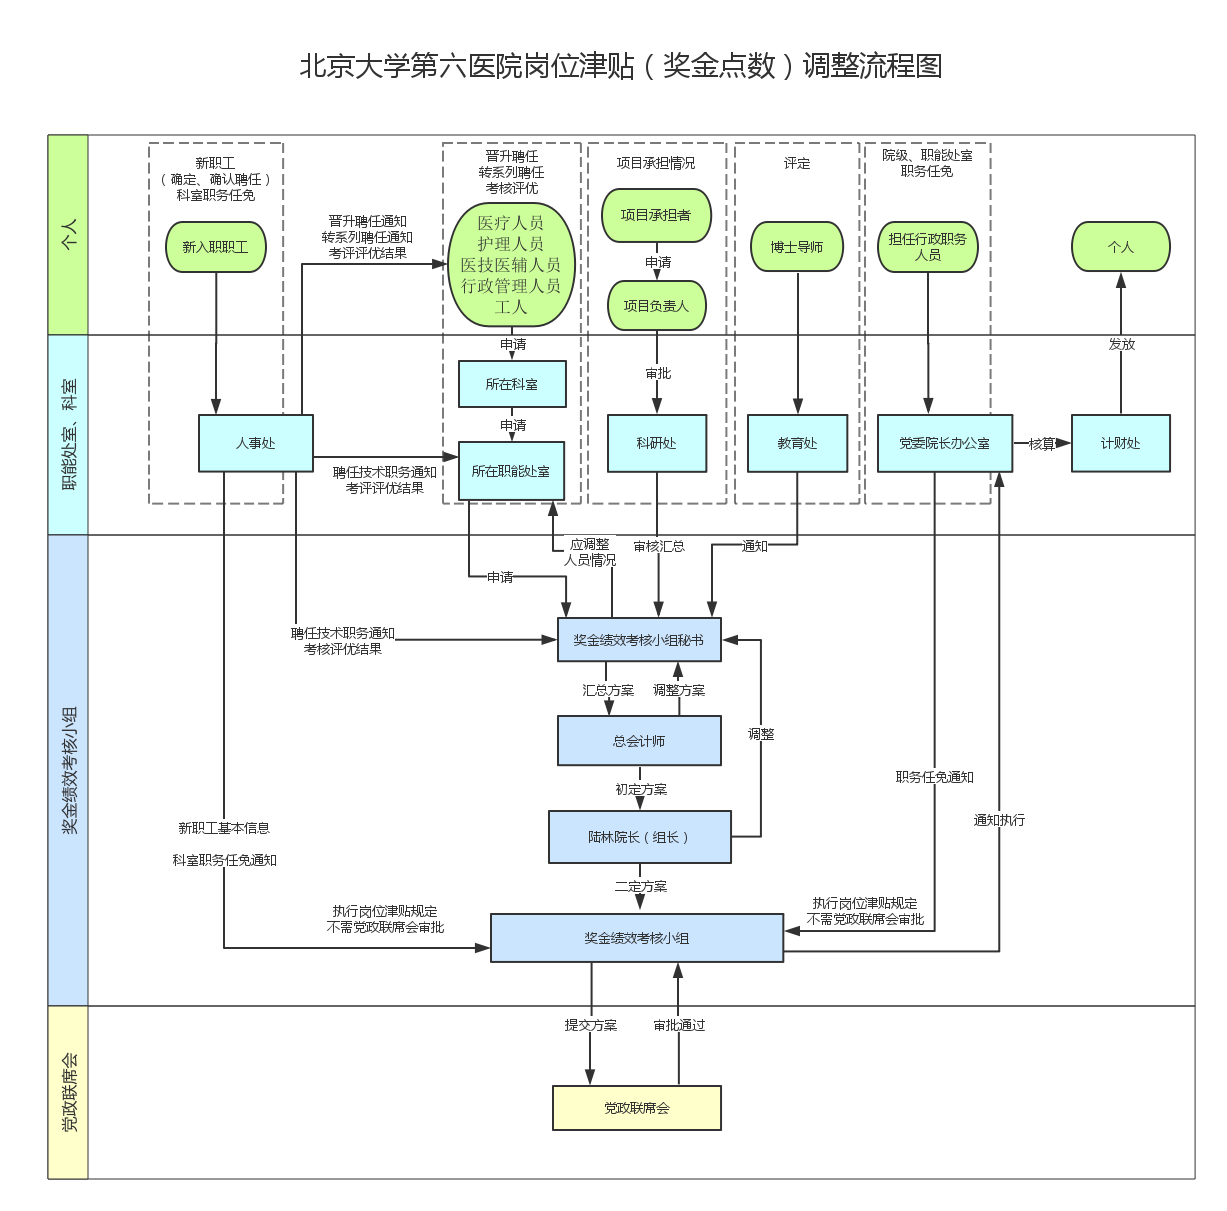 北京大学第六医院岗位津贴（奖金点数）调整流程图
个人
新职工
（确定、确认聘任）
科室职务任免
新入职职工
晋升聘任通知
转系列聘任通知
考评评优结果
晋升聘任
转系列聘任
考核评优
医疗人员
护理人员
医技医辅人员
行政管理人员
工人
项目承担情况
项目承担者
申请
项目负责人
评定
博士导师
院级、职能处室
职务任免
担任行政职务
人员
个人
职能处室、科室
申请
所在科室
申请
所在职能处室
审批
发放
人事处
聘任技术职务通知
考评评优结果
科研处
教育处
党委院长办公室
核算
计财处
奖金绩效考核小组
应调整
人员情况
申请
审核汇总
通知
聘任技术职务通知
考核评优结果
奖金绩效考核小组秘书
汇总方案
调整方案
总会计师
调整
初定方案
陆林院长（组长）
二定方案
新职工基本信息
科室职务任免通知
职务任免通知
通知执行
执行岗位津贴规定
不需党政联席会审批
执行岗位津贴规定
不需党政联席会审批
奖金绩效考核小组
党政联席会
提交方案
审批通过
党政联席会